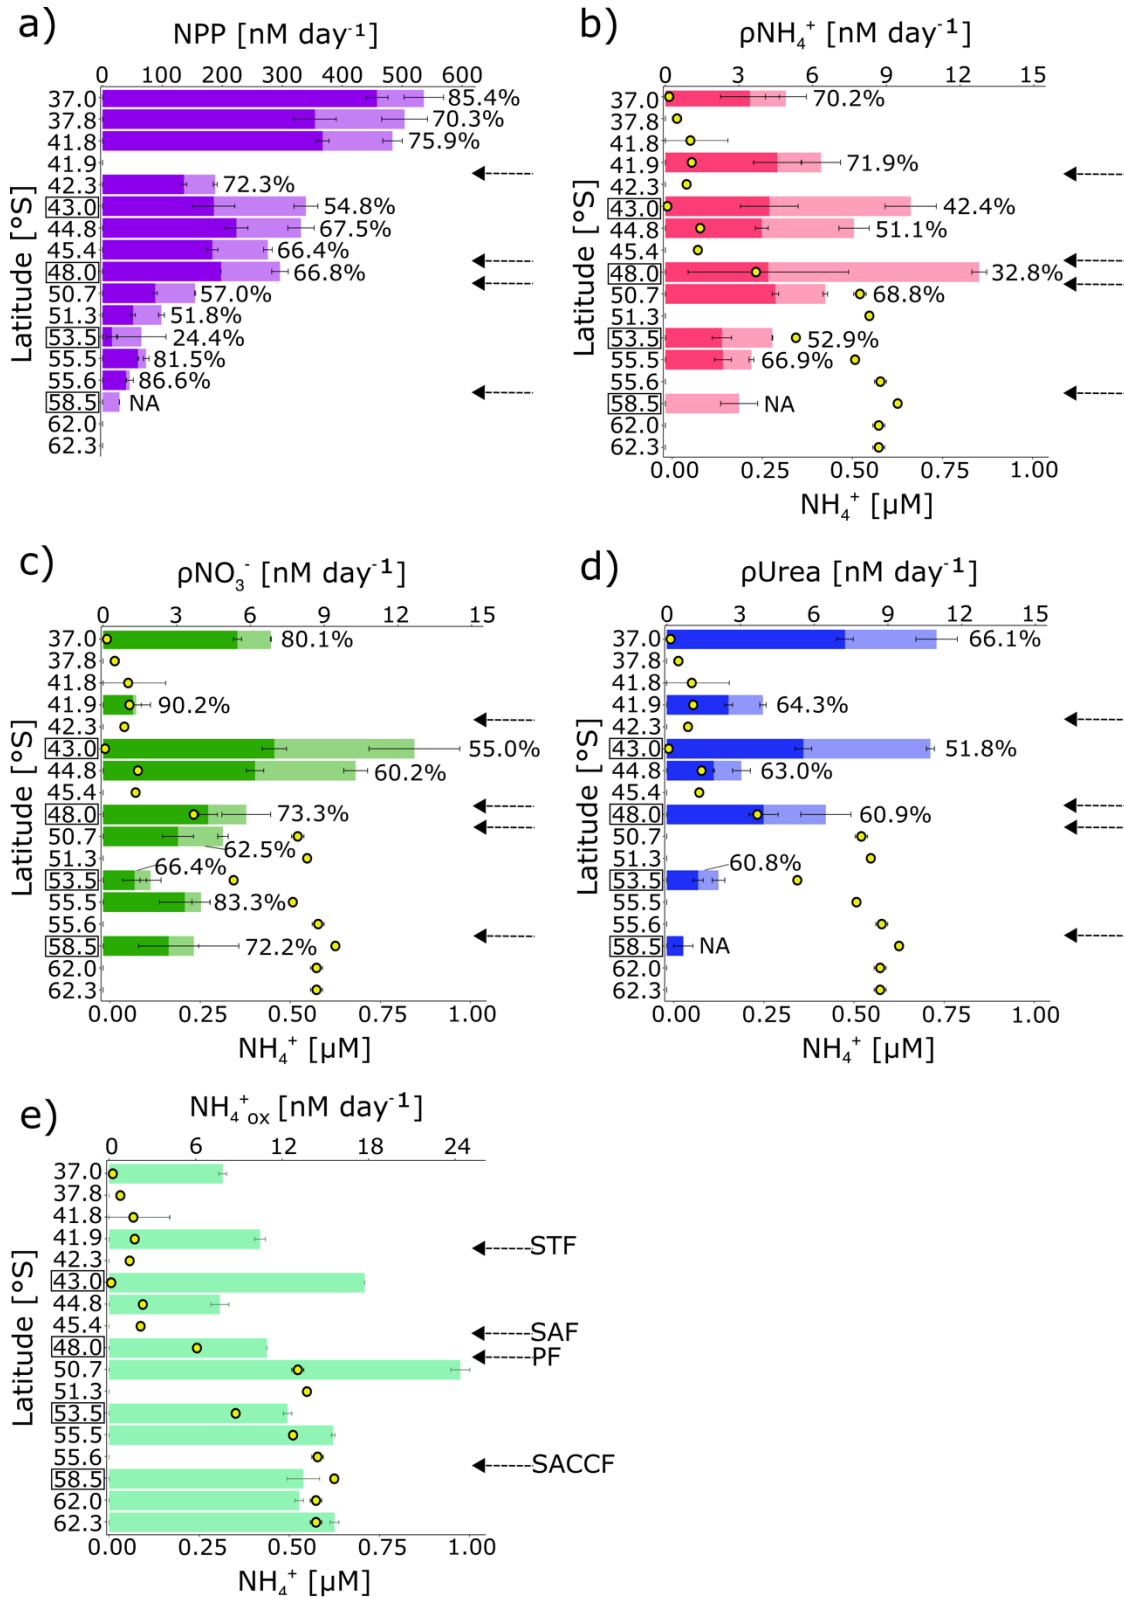 a)
NPP [nM day⁻¹]
0 100 200 300 400 500 600
Latitude [°S]
37.0 85.4%
37.8 70.3%
41.8 75.9%
41.9
42.3 72.3%
43.0 54.8%
44.8 67.5%
45.4 66.4%
48.0 66.8%
50.7 57.0%
51.3 51.8%
53.5 24.4%
55.5 81.5%
55.6 86.6%
58.5 NA
62.0
62.3
b)
ρNH₄⁺ [nM day⁻¹]
0 3 6 9 12 15
Latitude [°S]
37.0 70.2%
37.8
41.8
41.9 71.9%
42.3
43.0 42.4%
44.8 51.1%
45.4
48.0 32.8%
50.7 68.8%
51.3
53.5 52.9%
55.5 66.9%
55.6
58.5 NA
62.0
62.3
0.00 0.25 0.50 0.75 1.00
NH₄⁺ [µM]
c)
ρNO₃⁻ [nM day⁻¹]
0 3 6 9 12 15
Latitude [°S]
37.0 80.1%
37.8
41.8
41.9 90.2%
42.3
43.0 55.0%
44.8 60.2%
45.4
48.0 73.3%
50.7 62.5%
51.3
53.5 66.4%
55.5 83.3%
55.6
58.5 72.2%
62.0
62.3
0.00 0.25 0.50 0.75 1.00
NH₄⁺ [µM]
d)
ρUrea [nM day⁻¹]
0 3 6 9 12 15
Latitude [°S]
37.0 66.1%
37.8
41.8
41.9 64.3%
42.3
43.0 51.8%
44.8 63.0%
45.4
48.0 60.9%
50.7
51.3
53.5 60.8%
55.5
55.6
58.5 NA
62.0
62.3
0.00 0.25 0.50 0.75 1.00
NH₄⁺ [µM]
e)
NH₄⁺ox [nM day⁻¹]
0 6 12 18 24
Latitude [°S]
37.0
37.8
41.8
41.9
STF
42.3
43.0
44.8
45.4
SAF
48.0
PF
50.7
51.3
53.5
55.5
55.6
SACCF
58.5
62.0
62.3
0.00 0.25 0.50 0.75 1.00
NH₄⁺ [µM]